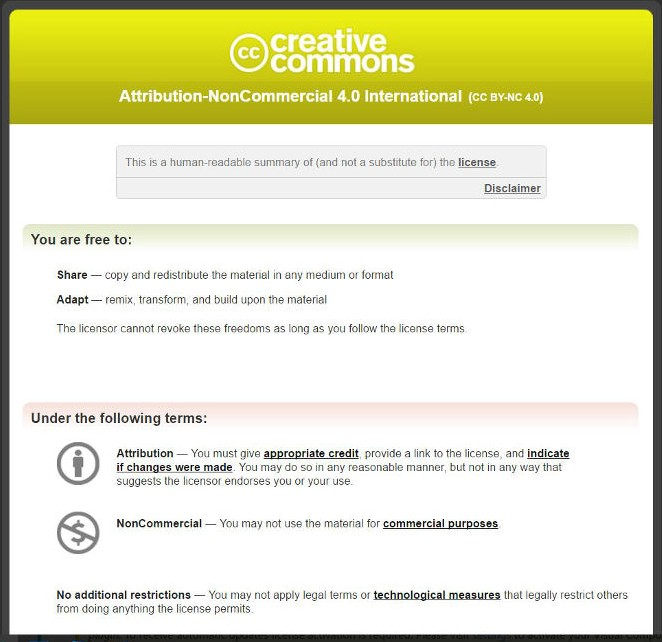 cc creative
commons
Attribution-NonCommercial 4.0 International (CC BY-NC 4.0)
This is a human-readable summary of (and not a substitute for) the license.
Disclaimer
You are free to:
Share — copy and redistribute the material in any medium or format
Adapt — remix, transform, and build upon the material
The licensor cannot revoke these freedoms as long as you follow the license terms.
Under the following terms:
Attribution — You must give appropriate credit, provide a link to the license, and indicate
if changes were made. You may do so in any reasonable manner, but not in any way that
suggests the licensor endorses you or your use.
NonCommercial — You may not use the material for commercial purposes.
No additional restrictions — You may not apply legal terms or technological measures that legally restrict others
from doing anything the license permits.